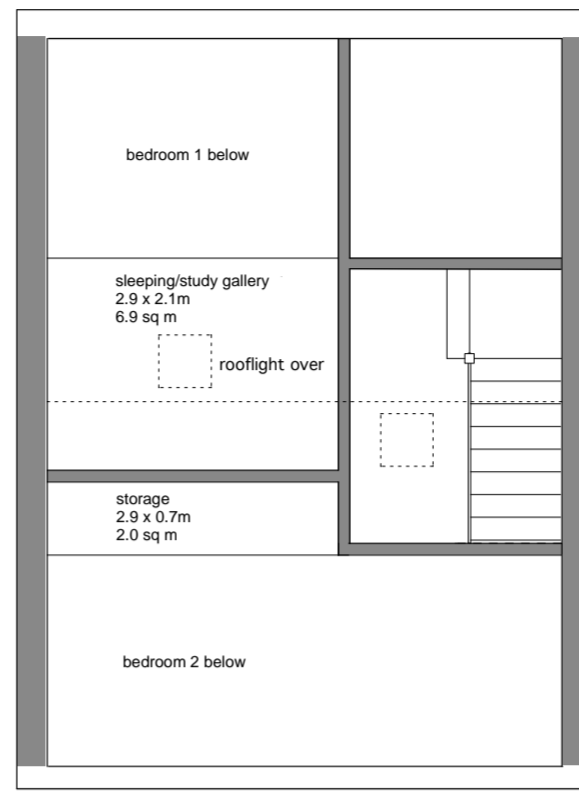 bedroom 1 below
sleeping/study gallery
2.9 x 2.1m
6.9 sq m
rooflight over
storage
2.9 x 0.7m
2.0 sq m
bedroom 2 below